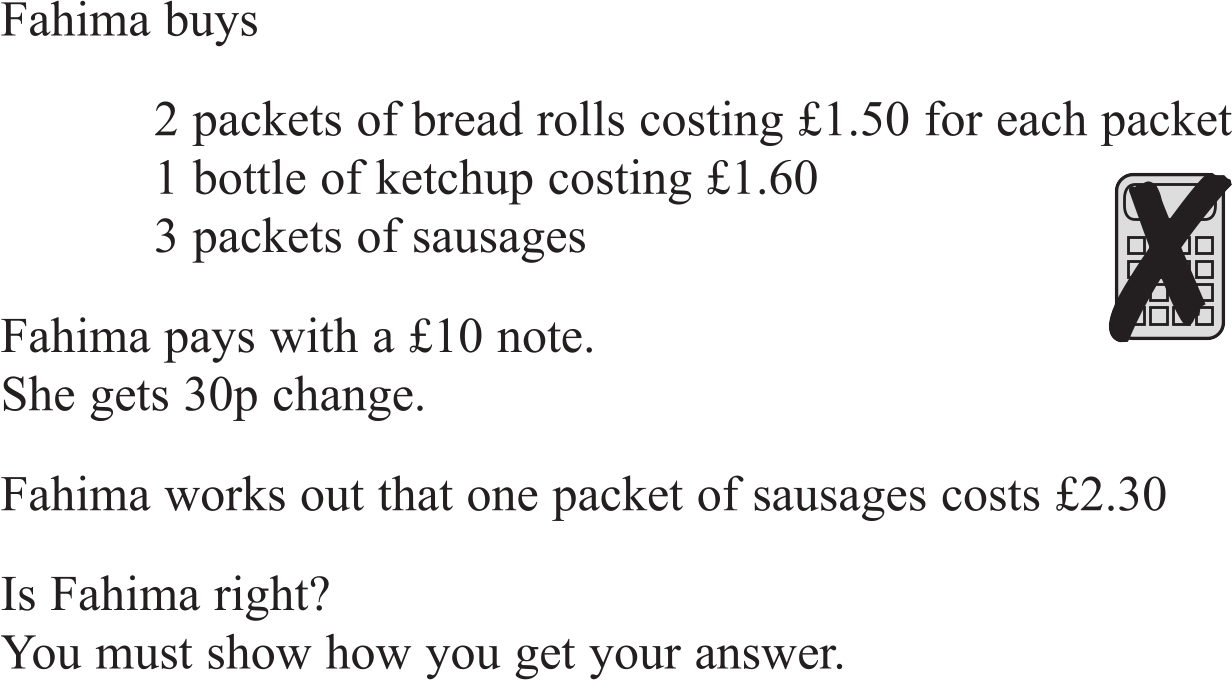 Fahima buys
2 packets of bread rolls costing £1.50 for each packet
1 bottle of ketchup costing £1.60
3 packets of sausages
Fahima pays with a £10 note.
She gets 30p change.
Fahima works out that one packet of sausages costs £2.30
Is Fahima right?
You must show how you get your answer.